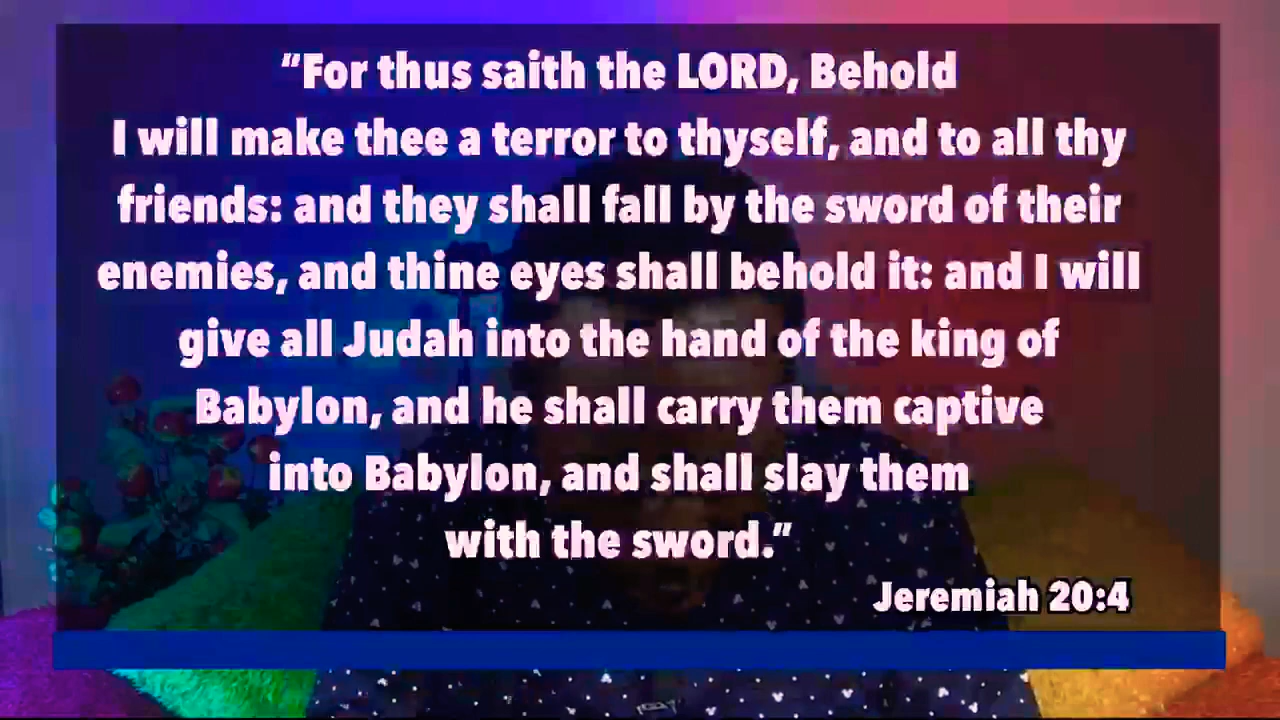 “For thus saith the LORD, Behold
I will make thee a terror to thyself, and to all thy
friends: and they shall fall by the sword of their
enemies, and thine eyes shall behold it: and I will
give all Judah into the hand of the king of
Babylon, and he shall carry them captive
into Babylon, and shall slay them
with the sword.”
Jeremiah 20:4